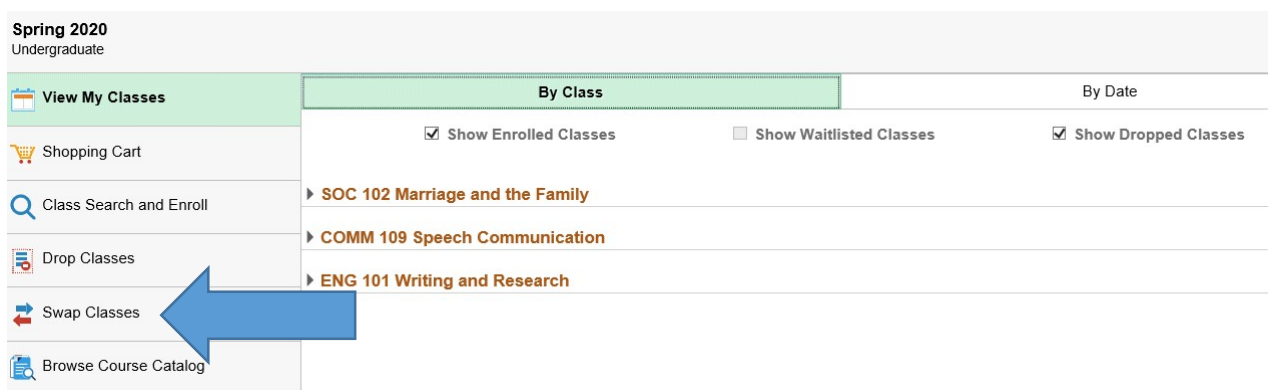 Spring 2020
Undergraduate
View My Classes
Shopping Cart
Class Search and Enroll
Drop Classes
Swap Classes
Browse Course Catalog
By Class By Date
Show Enrolled Classes Show Waitlisted Classes Show Dropped Classes
SOC 102 Marriage and the Family
COMM 109 Speech Communication
ENG 101 Writing and Research